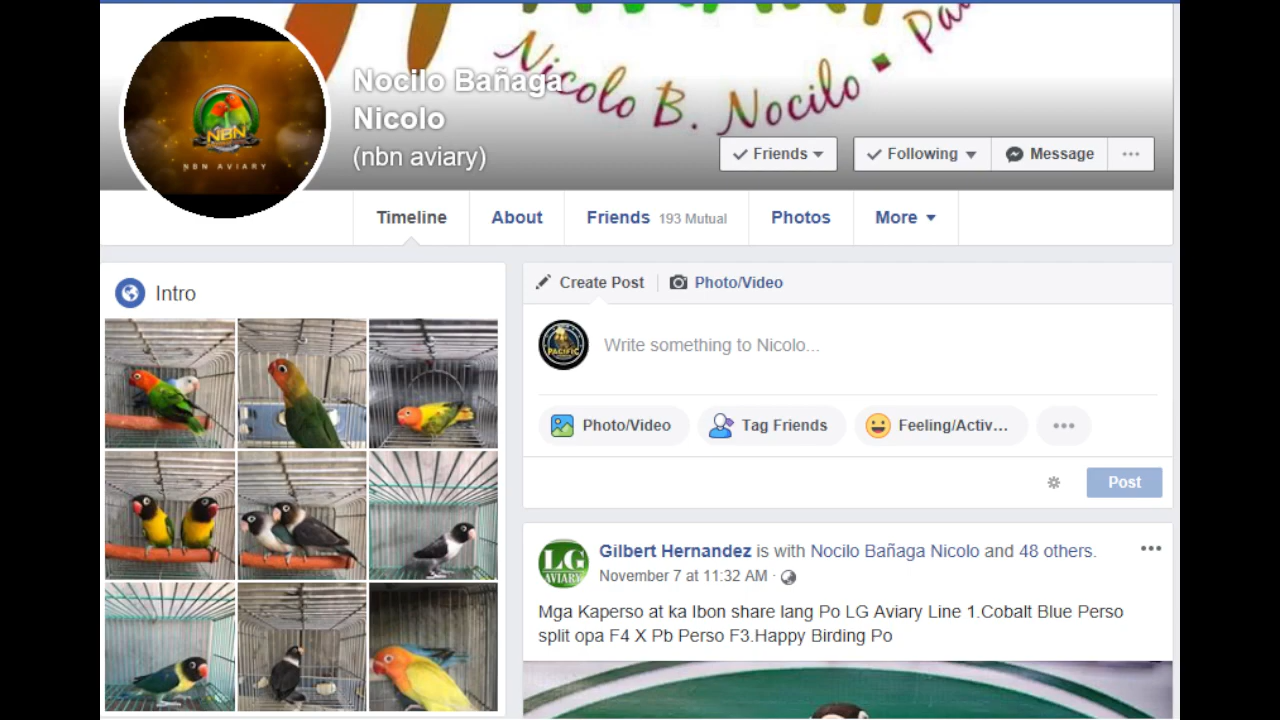 Nicolo B. Nocilo
Nocilo Bañaga
Nicolo
(nbn aviary)
NBN
NBN AVIARY
Friends
Following
Message
Timeline
About
Friends 193 Mutual
Photos
More
Intro
Create Post
Photo/Video
PACIFIC
Write something to Nicolo...
Photo/Video
Tag Friends
Feeling/Activ...
Post
LG
AVIARY
Gilbert Hernandez is with Nocilo Bañaga Nicolo and 48 others.
November 7 at 11:32 AM ·
Mga Kaperso at ka Ibon share lang Po LG Aviary Line 1.Cobalt Blue Perso
split opa F4 X Pb Perso F3.Happy Birding Po